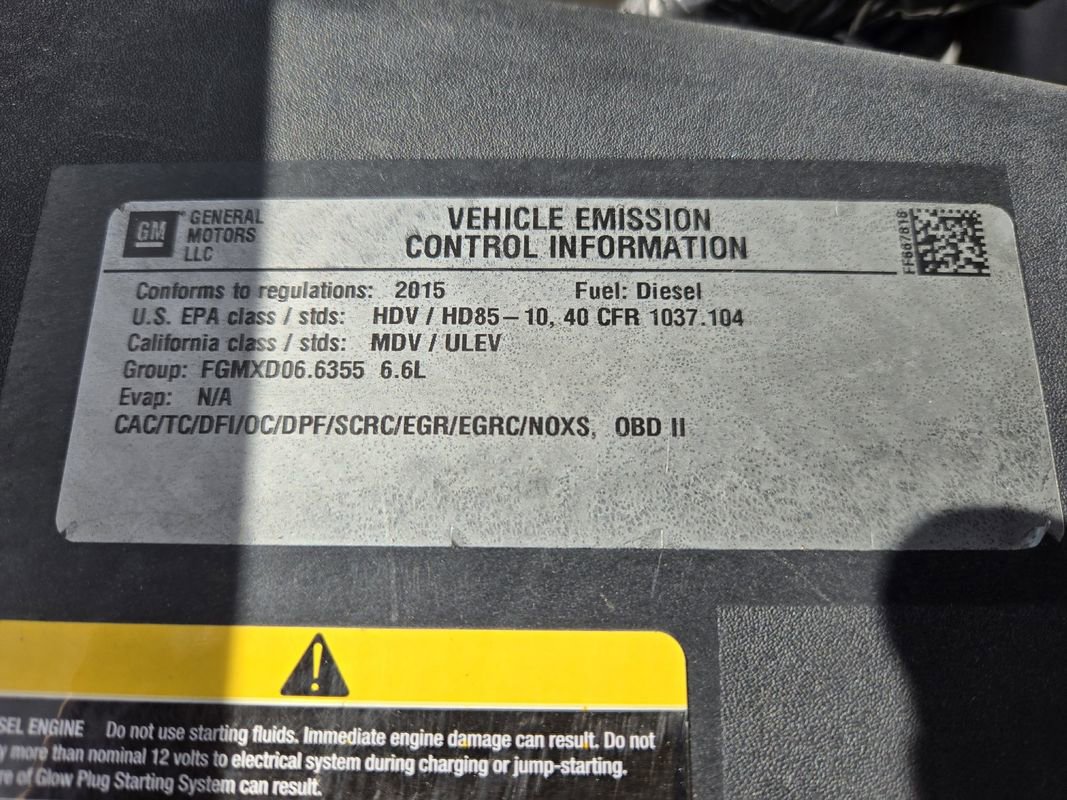 GM
GENERAL
MOTORS
LLC
VEHICLE EMISSION
CONTROL INFORMATION
FF867818
Conforms to regulations: 2015 Fuel: Diesel
U.S. EPA class / stds: HDV / HD85-10, 40 CFR 1037.104
California class / stds: MDV / ULEV
Group: FGMXD06.6355 6.6L
Evap: N/A
CAC/TC/DFI/OC/DPF/SCRC/EGR/EGRC/NOXS, OBD II
ENGINE Do not use starting fluids. Immediate engine damage can result. Do not
more than nominal 12 volts to electrical system during charging or jump-starting.
of Glow Plug Starting System can result.